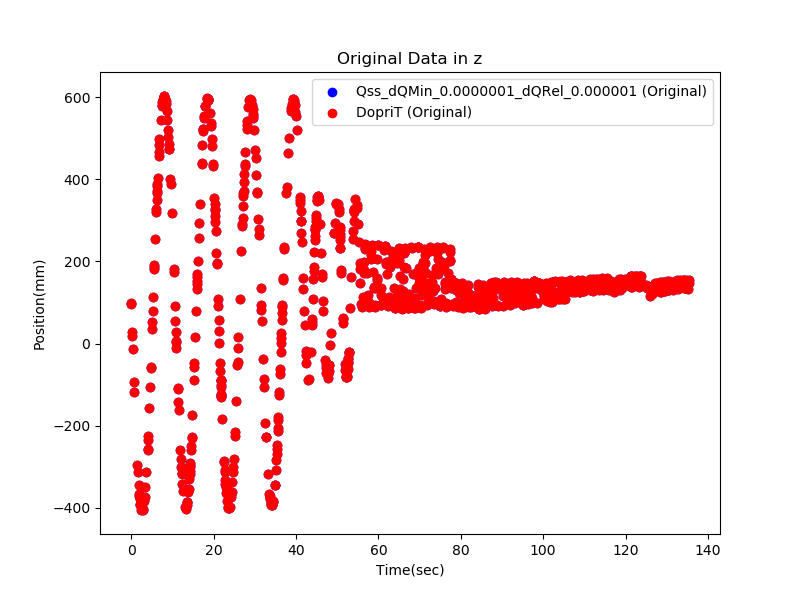 Original Data in z
Qss_dQMin_0.0000001_dQRel_0.000001 (Original)
DopriT (Original)
600
400
200
0
−200
−400
Position(mm)
0 20 40 60 80 100 120 140
Time(sec)